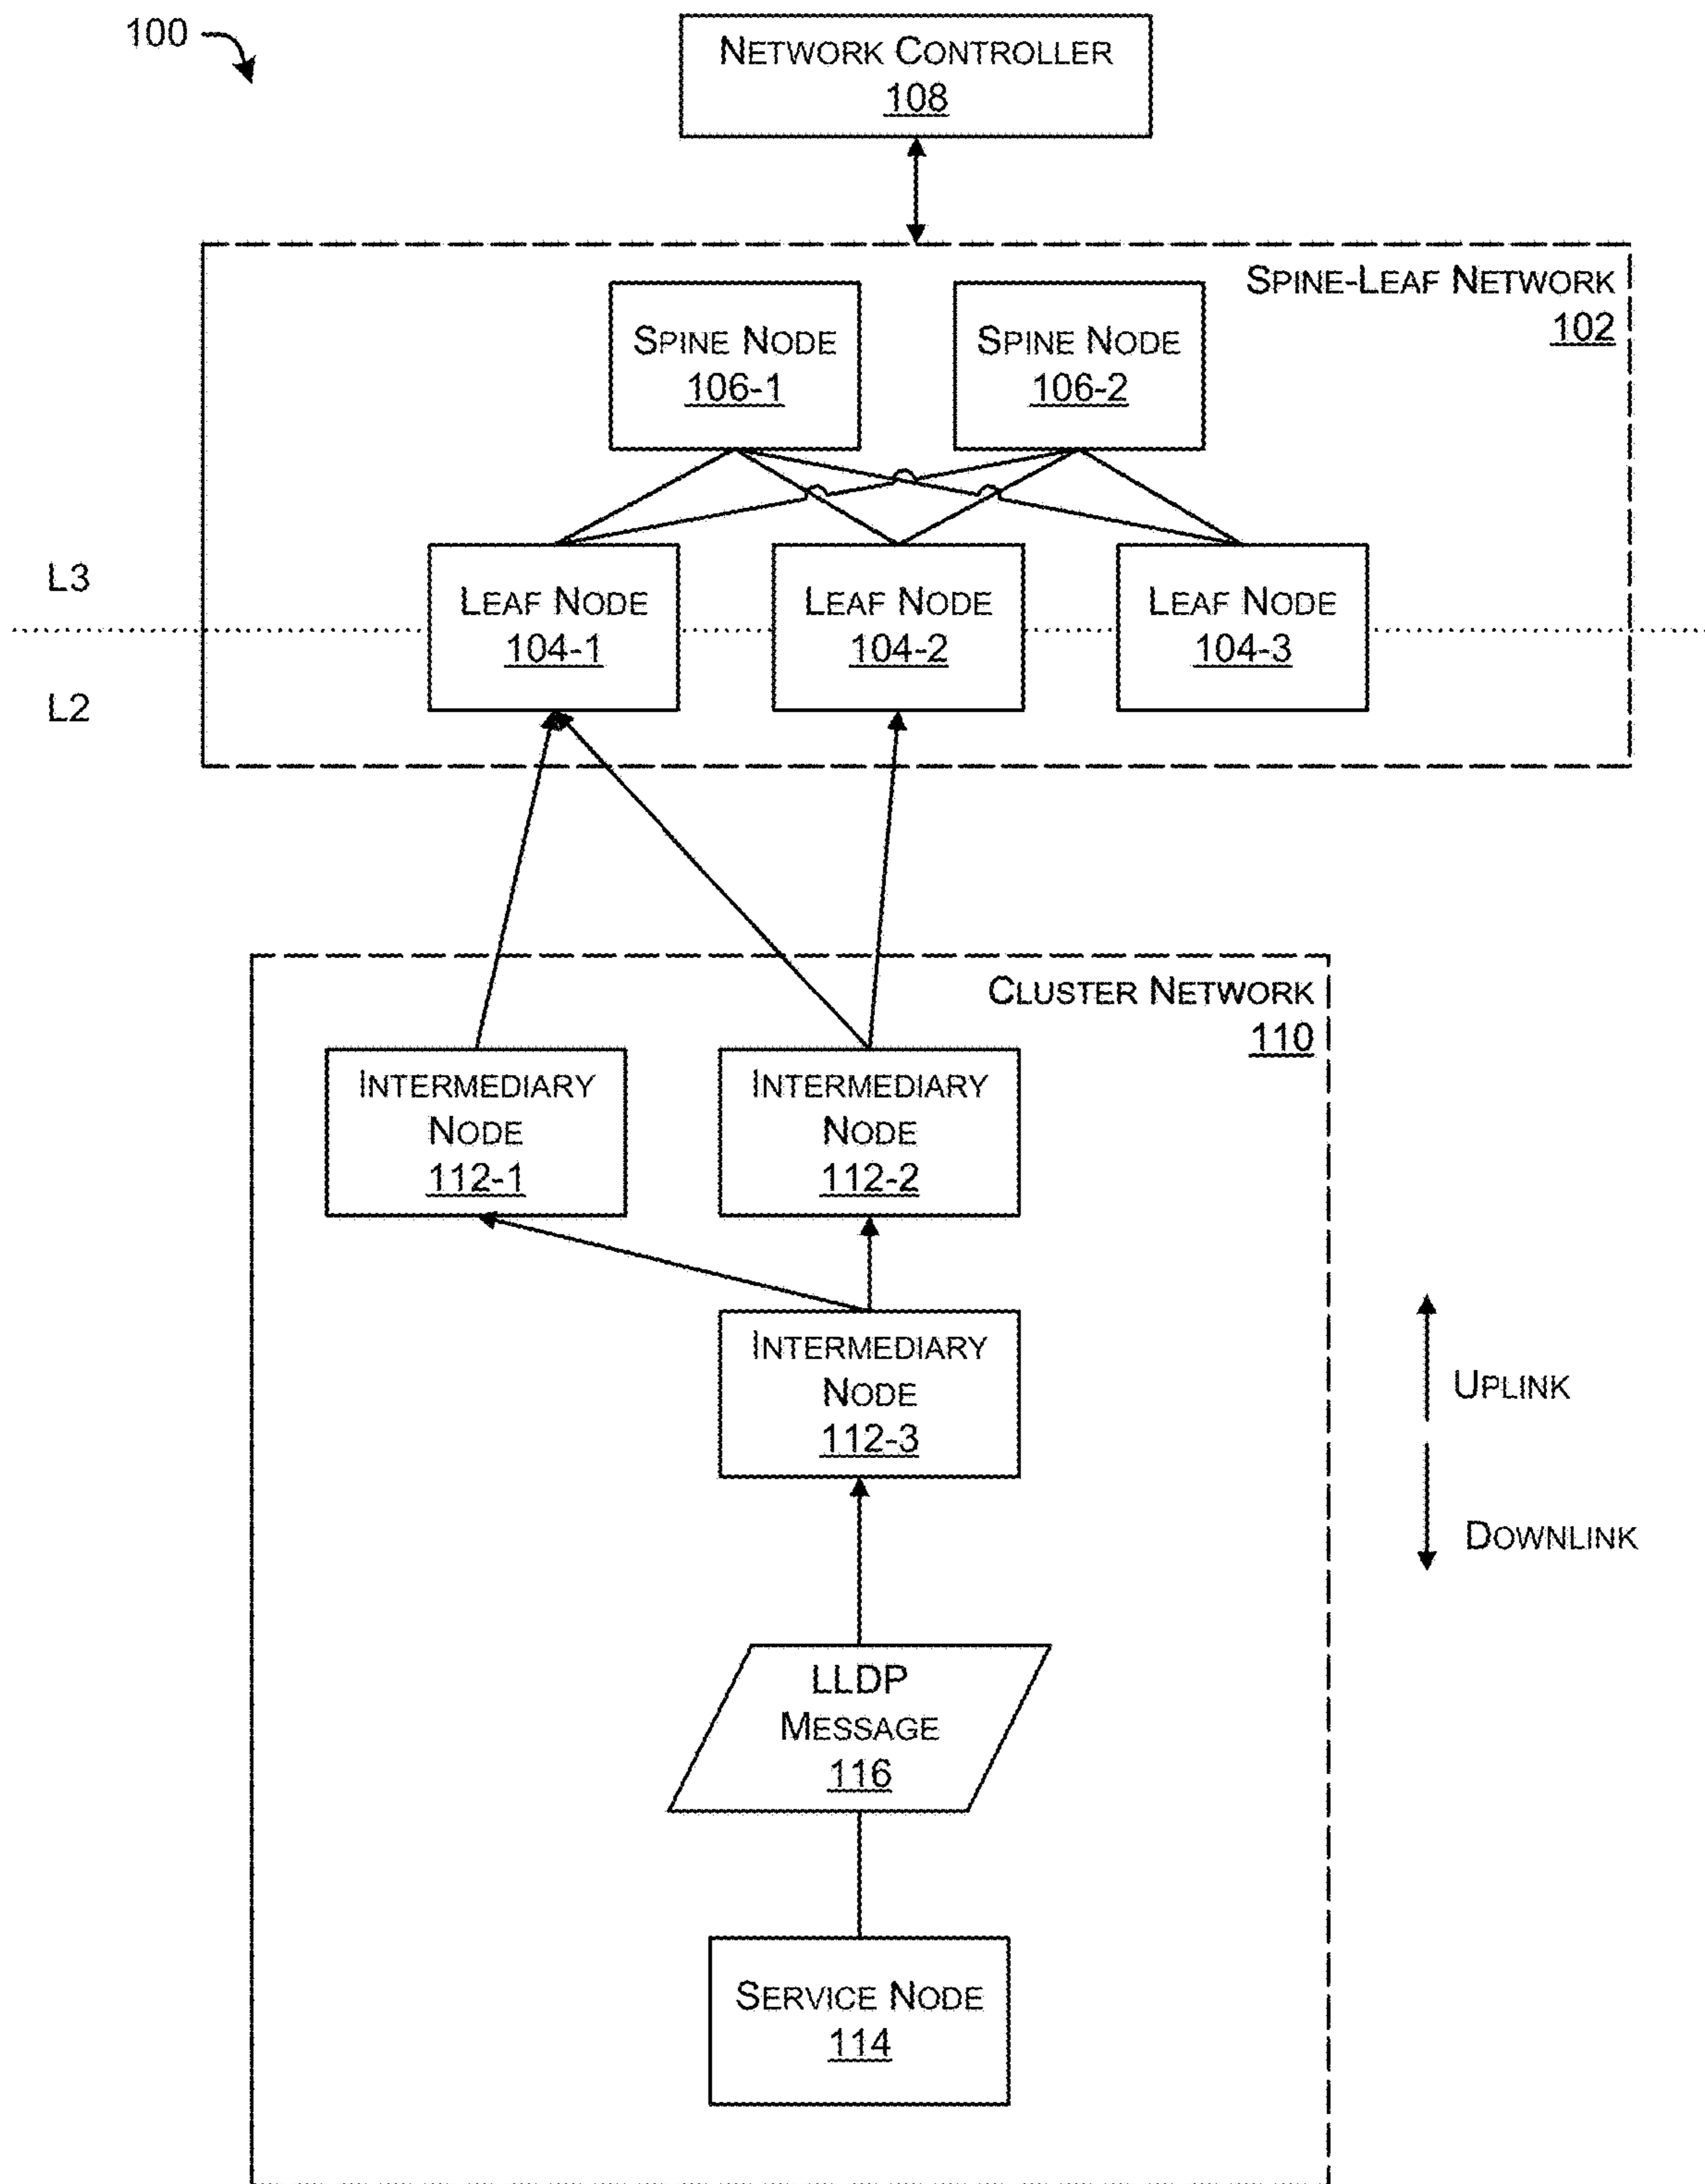 100
NETWORK CONTROLLER
108
SPINE-LEAF NETWORK
102
SPINE NODE
106-1
SPINE NODE
106-2
L3
LEAF NODE
104-1
LEAF NODE
104-2
LEAF NODE
104-3
L2
CLUSTER NETWORK
110
INTERMEDIARY
NODE
112-1
INTERMEDIARY
NODE
112-2
INTERMEDIARY
NODE
112-3
UPLINK
DOWNLINK
LLDP
MESSAGE
116
SERVICE NODE
114